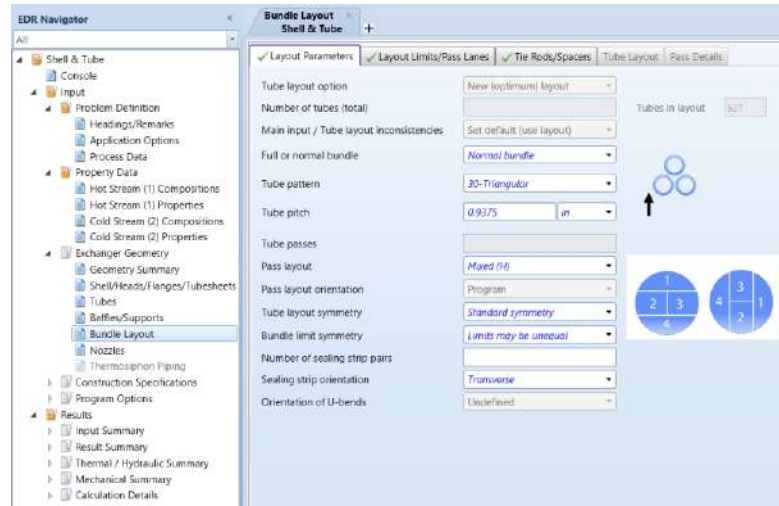 EDR Navigator
All
Shell & Tube
Console
Input
Problem Definition
Headings/Remarks
Application Options
Process Data
Property Data
Hot Stream (1) Compositions
Hot Stream (1) Properties
Cold Stream (2) Compositions
Cold Stream (2) Properties
Exchanger Geometry
Geometry Summary
Shell/Heads/Flanges/Tubesheets
Tubes
Baffles/Supports
Bundle Layout
Nozzles
Thermosiphon Piping
Construction Specifications
Program Options
Results
Input Summary
Result Summary
Thermal / Hydraulic Summary
Mechanical Summary
Calculation Details
Bundle Layout
Shell & Tube +
Layout Parameters Layout Limits/Pass Lanes Tie Rods/Spacers Tube Layout Pass Details
Tube layout option New (optimum) layout
Number of tubes (total) Tubes in layout 527
Main input / Tube layout inconsistencies Set default (use layout)
Full or normal bundle Normal bundle
Tube pattern 30-Triangular
Tube pitch 0.9375 in
Tube passes
Pass layout Mixed (H)
Pass layout orientation Program
Tube layout symmetry Standard symmetry
Bundle limit symmetry Limits may be unequal
Number of sealing strip pairs
Sealing strip orientation Transverse
Orientation of U-bends Undefined
1
2 3
4
3
4 1
2